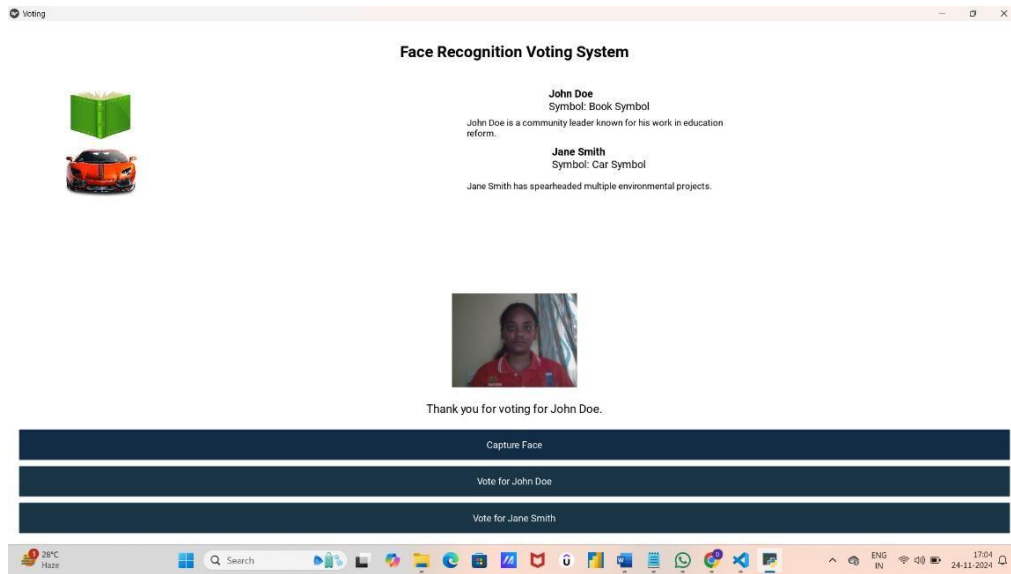 Voting
Face Recognition Voting System
John Doe
Symbol: Book Symbol
John Doe is a community leader known for his work in education
reform.
Jane Smith
Symbol: Car Symbol
Jane Smith has spearheaded multiple environmental projects.
Thank you for voting for John Doe.
Capture Face
Vote for John Doe
Vote for Jane Smith
1
28°C
Haze
Search
ENG
IN
17:04
24-11-2024